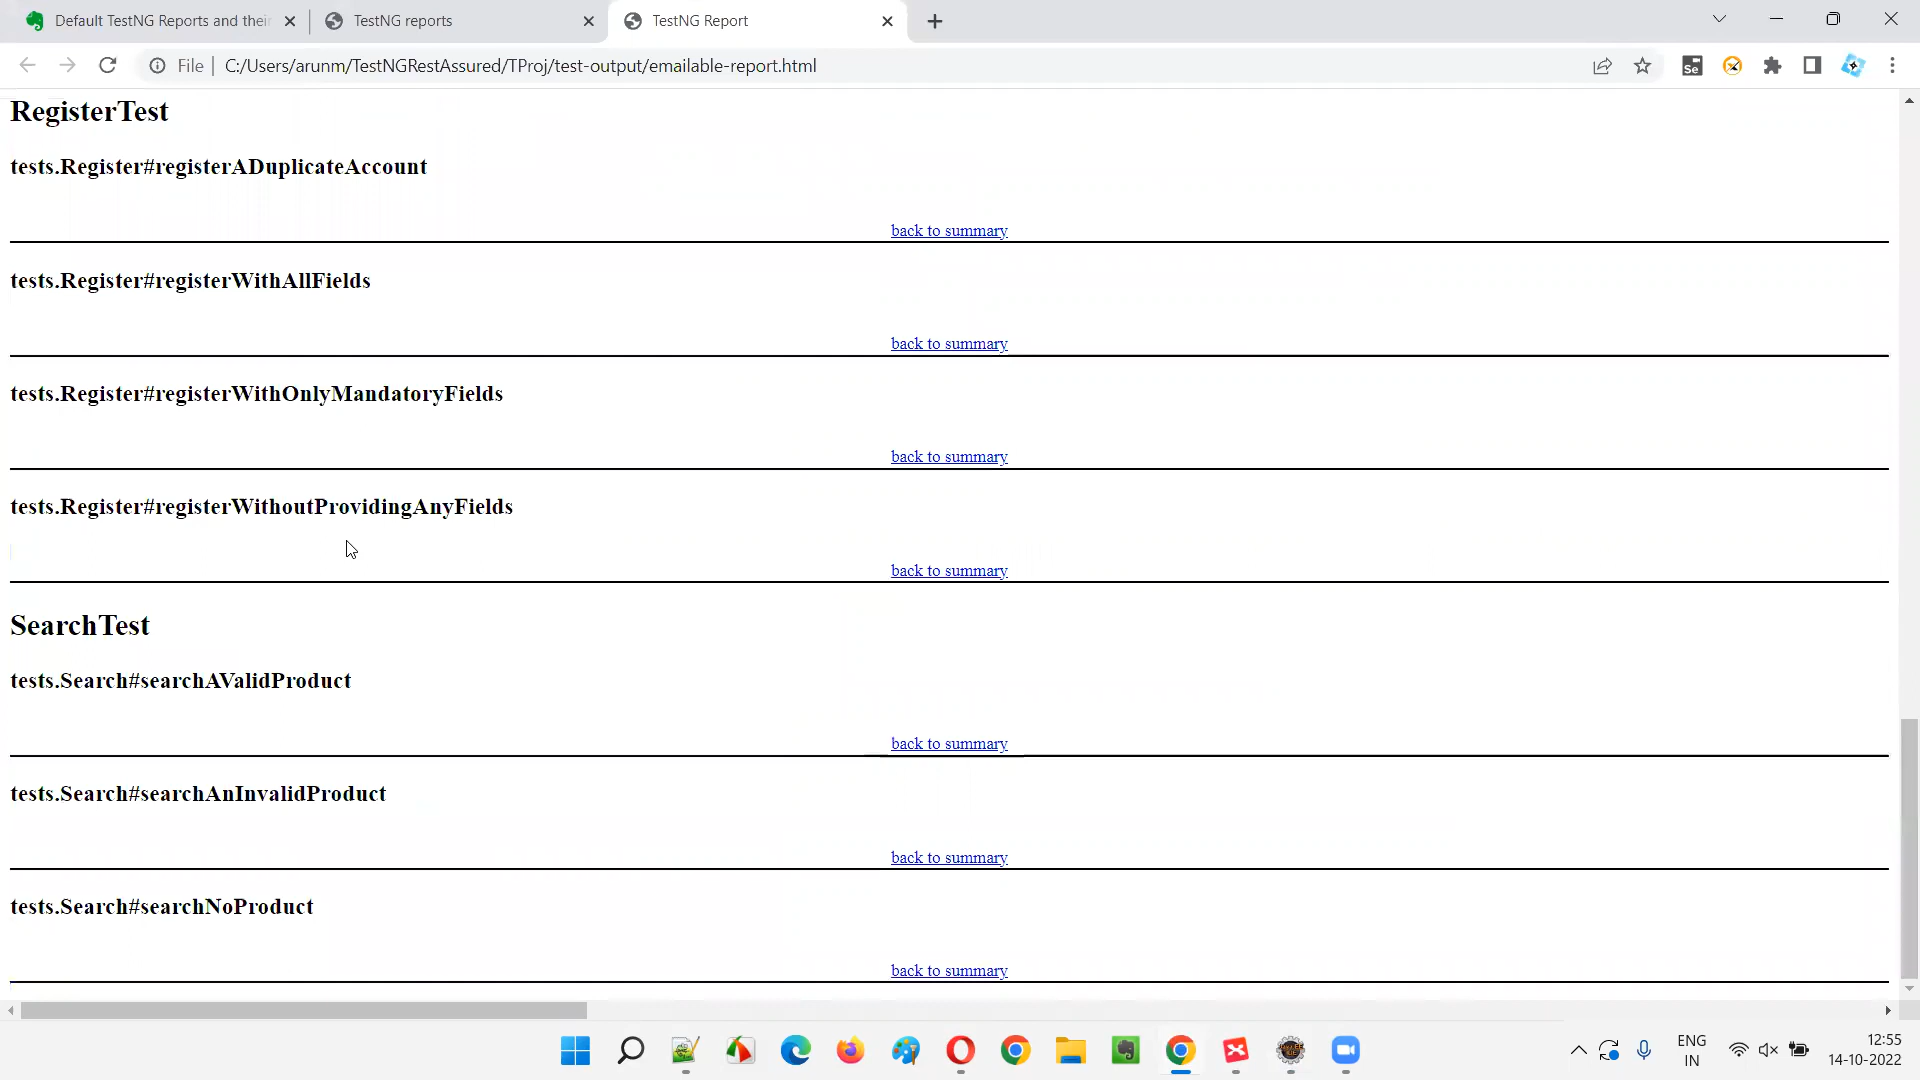 Default TestNG Reports and their
TestNG reports
TestNG Report
File
C:/Users/arunm/TestNGRestAssured/TProj/test-output/emailable-report.html
Se
RegisterTest
tests.Register#registerADuplicateAccount
back to summary
tests.Register#registerWithAllFields
back to summary
tests.Register#registerWithOnlyMandatoryFields
back to summary
tests.Register#registerWithoutProvidingAnyFields
back to summary
SearchTest
tests.Search#searchAValidProduct
back to summary
tests.Search#searchAnInvalidProduct
back to summary
tests.Search#searchNoProduct
back to summary
ENG
IN
12:55
14-10-2022